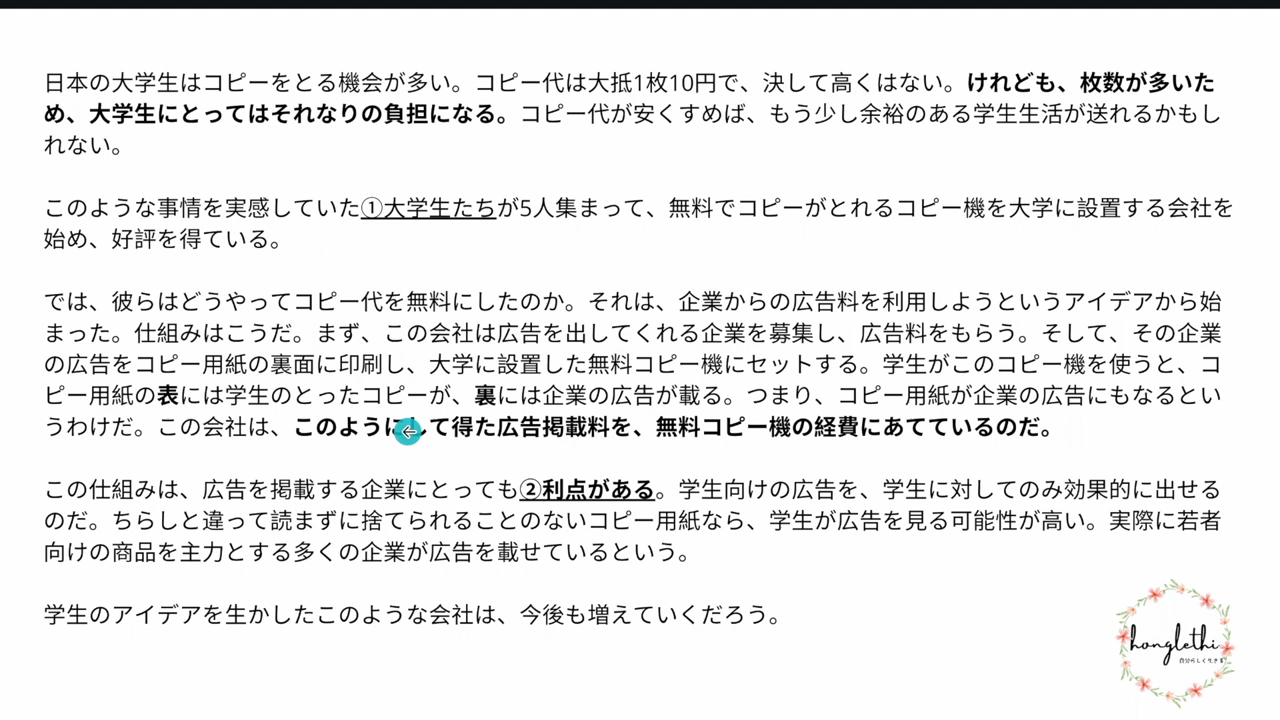 日本の大学生はコピーをとる機会が多い。コピー代は大抵1枚10円で、決して高くはない。けれども、枚数が多いた
め、大学生にとってはそれなりの負担になる。コピー代が安くすめば、もう少し余裕のある学生生活が送れるかもし
れない。
このような事情を実感していた①大学生たちが5人集まって、無料でコピーがとれるコピー機を大学に設置する会社を
始め、好評を得ている。
では、彼らはどうやってコピー代を無料にしたのか。それは、企業からの広告料を利用しようというアイデアから始
まった。仕組みはこうだ。まず、この会社は広告を出してくれる企業を募集し、広告料をもらう。そして、その企業
の広告をコピー用紙の裏面に印刷し、大学に設置した無料コピー機にセットする。学生がこのコピー機を使うと、コ
ピー用紙の表には学生のとったコピーが、裏には企業の広告が載る。つまり、コピー用紙が企業の広告にもなるとい
うわけだ。この会社は、このようにして得た広告掲載料を、無料コピー機の経費にあてているのだ。
この仕組みは、広告を掲載する企業にとっても②利点がある。学生向けの広告を、学生に対してのみ効果的に出せる
のだ。ちらしと違って読まずに捨てられることのないコピー用紙なら、学生が広告を見る可能性が高い。実際に若者
向けの商品を主力とする多くの企業が広告を載せているという。
学生のアイデアを生かしたこのような会社は、今後も増えていくだろう。
honglethi
自分らしく生きる